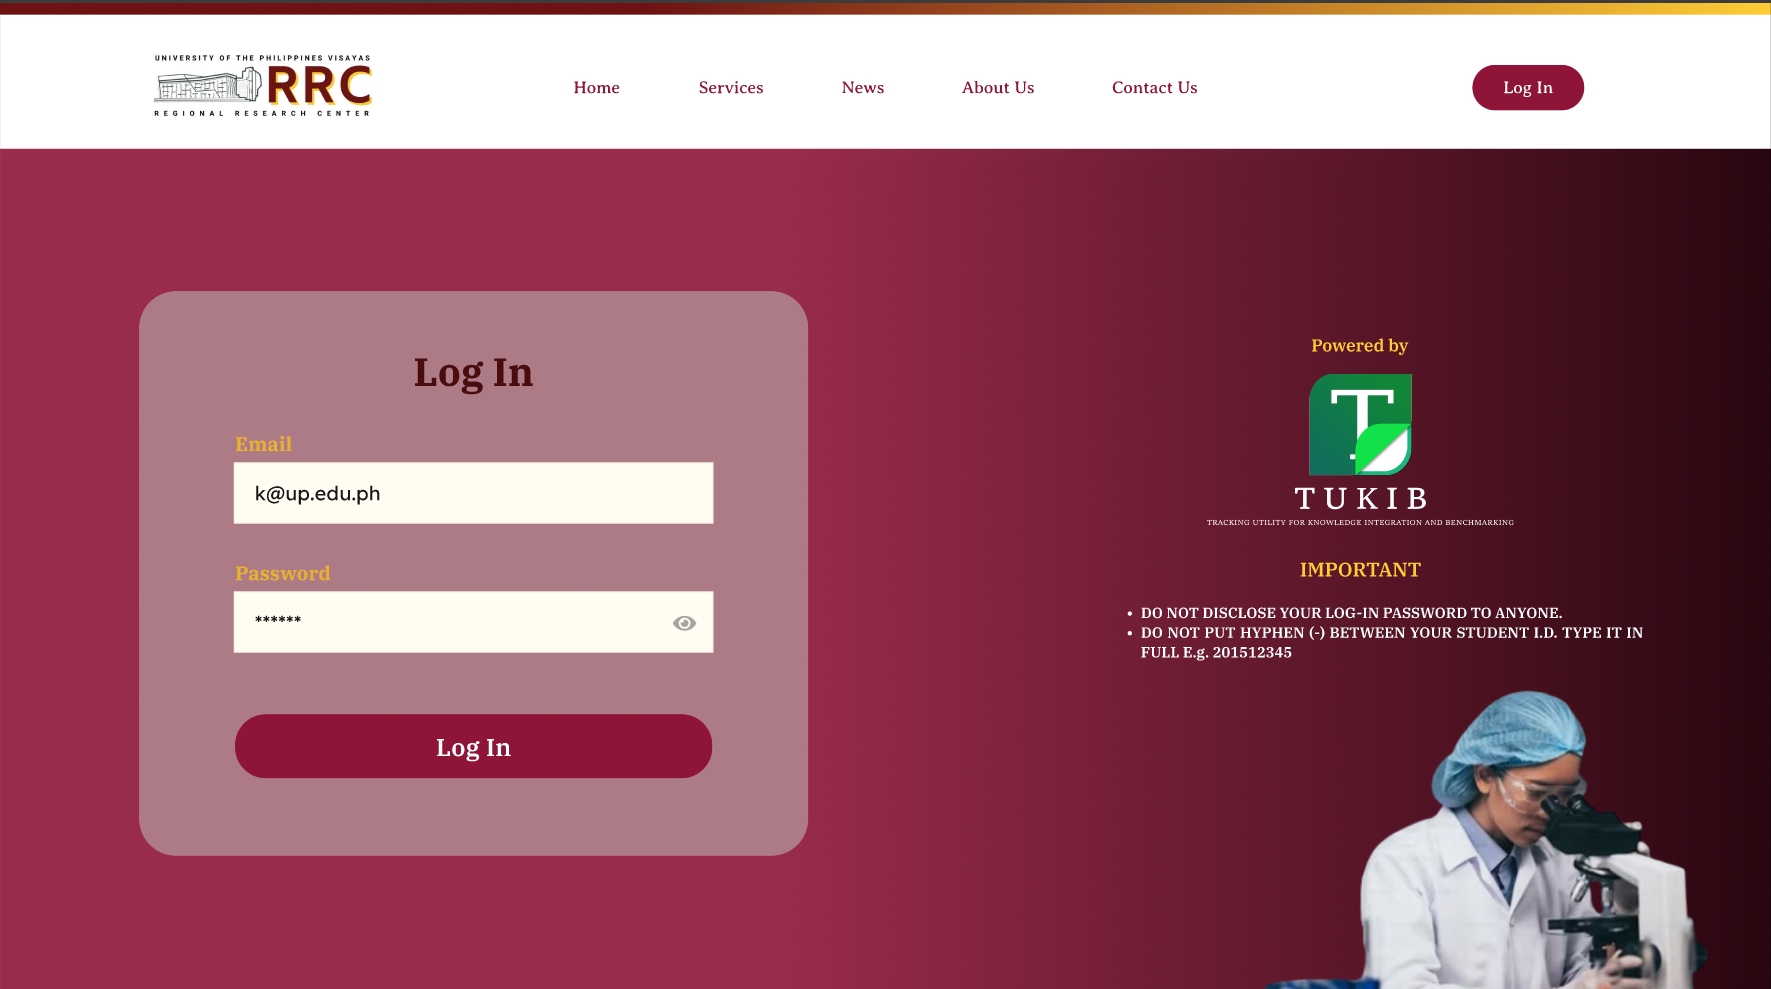 UNIVERSITY OF THE PHILIPPINES VISAYAS
RRC
REGIONAL RESEARCH CENTER
Home
Services
News
About Us
Contact Us
Log In
Log In
Email
k@up.edu.ph
Password
******
Log In
Powered by
T
TUKIB
TRACKING UTILITY FOR KNOWLEDGE INTEGRATION AND BENCHMARKING
IMPORTANT
• DO NOT DISCLOSE YOUR LOG-IN PASSWORD TO ANYONE.
• DO NOT PUT HYPHEN (-) BETWEEN YOUR STUDENT I.D. TYPE IT IN
FULL E.g. 201512345